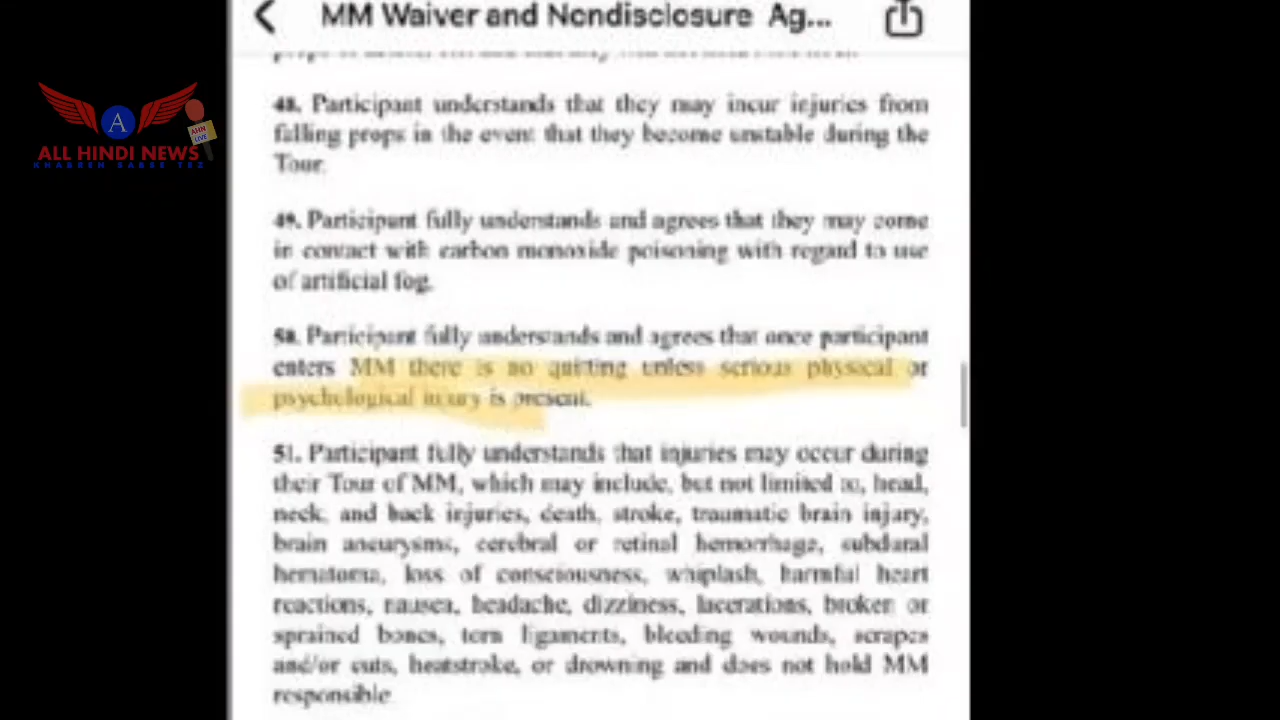 MM Waiver and Nondisclosure Ag...
48. Participant understands that they may incur injuries from
falling props in the event that they become unstable during the
Tour.
49. Participant fully understands and agrees that they may come
in contact with carbon monoxide poisoning with regard to use
of artificial fog.
50. Participant fully understands and agrees that once participant
enters MM there is no quitting unless serious physical or
psychological injury is present.
51. Participant fully understands that injuries may occur during
their Tour of MM, which may include, but not limited to, head,
neck, and back injuries, death, stroke, traumatic brain injury,
brain aneurysms, cerebral or retinal hemorrhage, subdural
hematoma, loss of consciousness, whiplash, harmful heart
reactions, nausea, headache, dizziness, lacerations, broken or
sprained bones, torn ligaments, bleeding wounds, scrapes
and/or cuts, heatstroke, or drowning and does not hold MM
responsible
A
AHN
LIVE
ALL HINDI NEWS
KHABREN SABSE TEZ